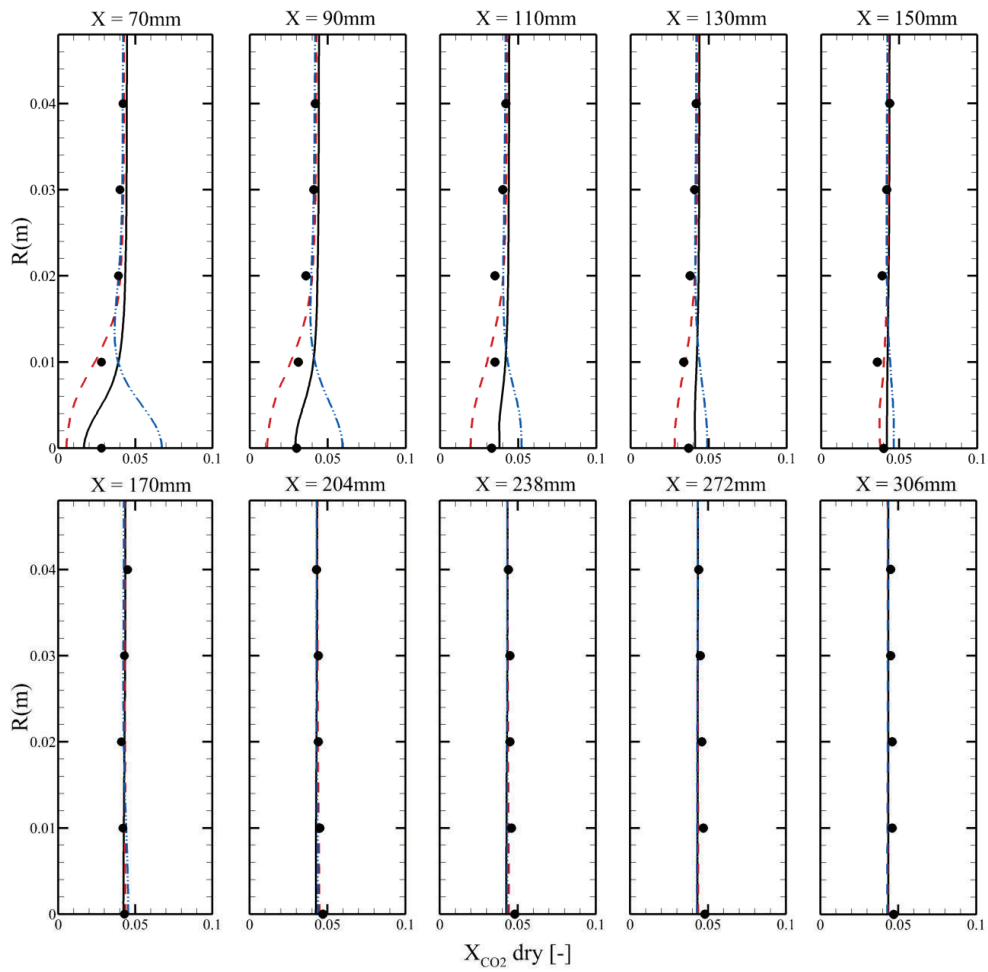 X = 70mm X = 90mm X = 110mm X = 130mm X = 150mm
0.04
0.03
R(m)
0.02
0.01
0
0 0.05 0.1 0 0.05 0.1 0 0.05 0.1 0 0.05 0.1 0 0.05 0.1
X = 170mm X = 204mm X = 238mm X = 272mm X = 306mm
0.04
0.03
R(m)
0.02
0.01
0
0 0.05 0.1 0 0.05 0.1 0 0.05 0.1 0 0.05 0.1 0 0.05 0.1
X_CO2 dry [-]